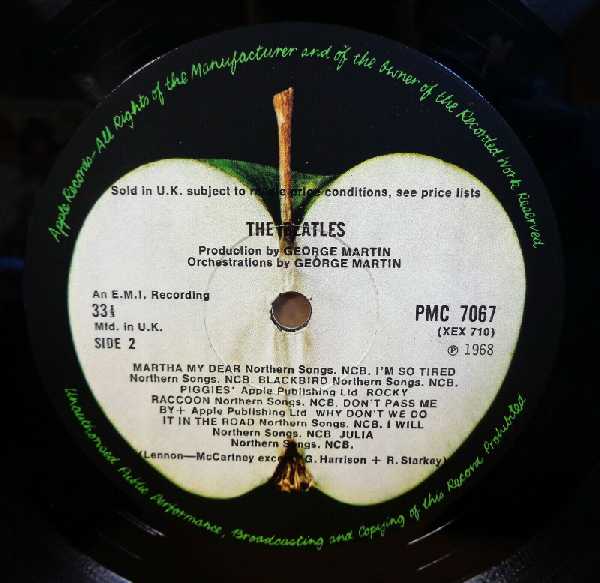 Apple Records—All Rights of the Manufacturer and of the Owner of the Recorded Work Reserved
Sold in U.K. subject to price conditions, see price lists
THE BEATLES
Production by GEORGE MARTIN
Orchestrations by GEORGE MARTIN
An E.M.I. Recording
33⅓
Mfd. in U.K.
SIDE 2
PMC 7067
(XEX 710)
℗ 1968
MARTHA MY DEAR Northern Songs. NCB. I'M SO TIRED
Northern Songs. NCB. BLACKBIRD Northern Songs. NCB.
PIGGIES* Apple Publishing Ltd ROCKY
RACCOON Northern Songs. NCB. DON'T PASS ME
BY+ Apple Publishing Ltd WHY DON'T WE DO
IT IN THE ROAD Northern Songs. NCB. I WILL
Northern Songs. NCB JULIA
Northern Songs. NCB.
(Lennon—McCartney G. Harrison + R. Starkey)
Unauthorised Public Performance, Broadcasting and Copying of this Record Prohibited